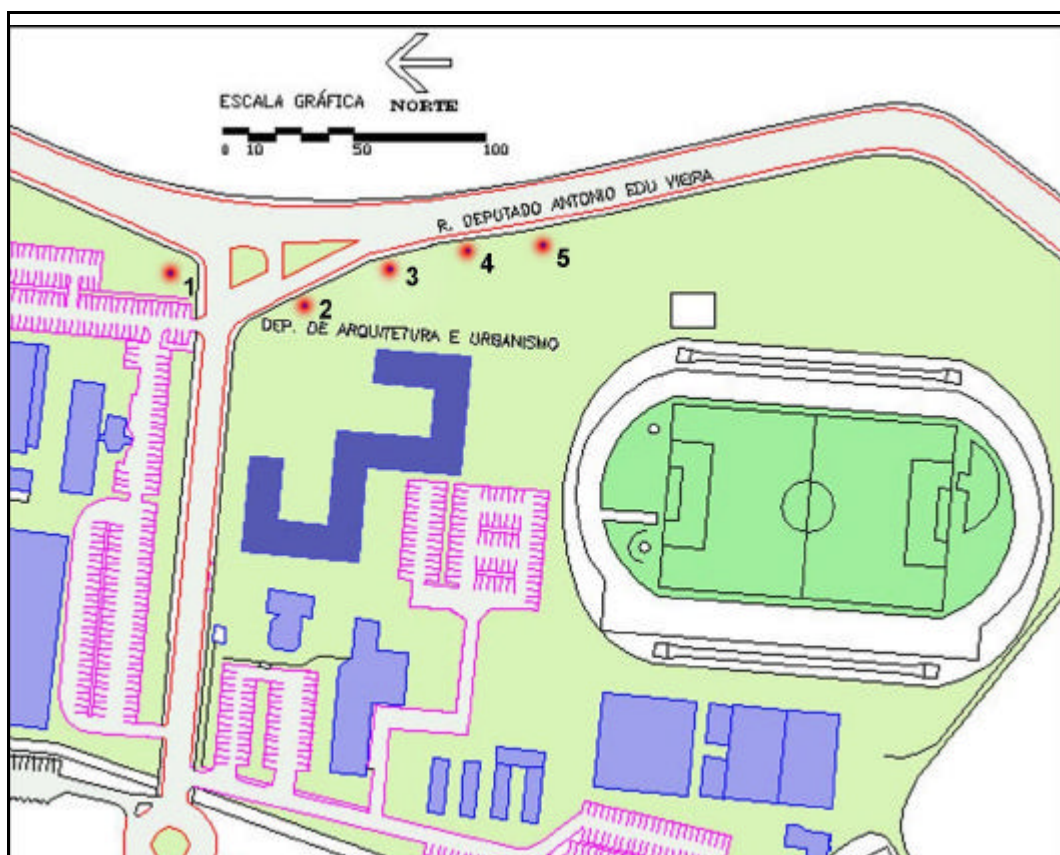 ESCALA GRÁFICA
NORTE
0 10 50 100
R. DEPUTADO ANTONIO EDU VIEIRA
1
2
3
4
5
DEP. DE ARQUITETURA E URBANISMO